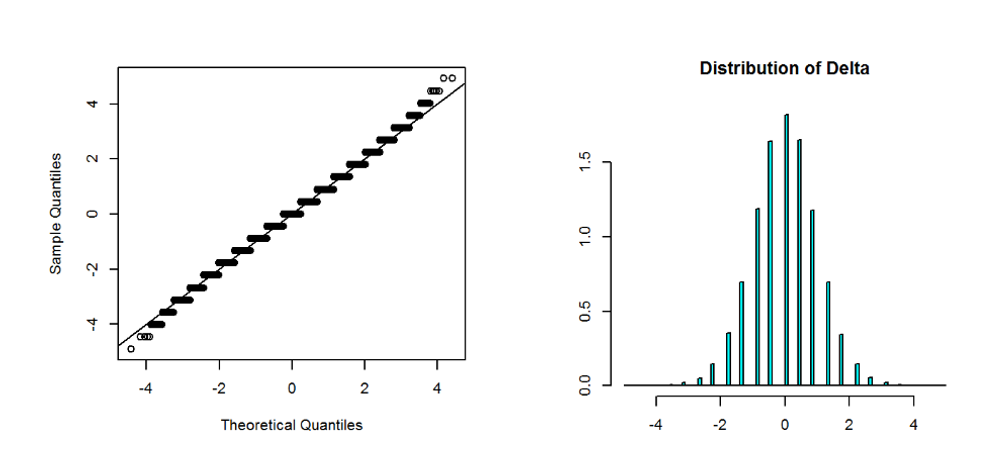 Distribution of Delta
Sample Quantiles
4
2
0
-2
-4
-4 -2 0 2 4
Theoretical Quantiles
1.5
1.0
0.5
0.0
-4 -2 0 2 4